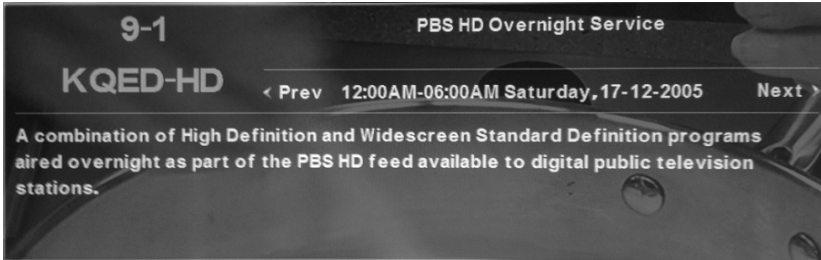 9-1
PBS HD Overnight Service
KQED-HD
‹ Prev 12:00AM-06:00AM Saturday,17-12-2005 Next ›
A combination of High Definition and Widescreen Standard Definition programs
aired overnight as part of the PBS HD feed available to digital public television
stations.